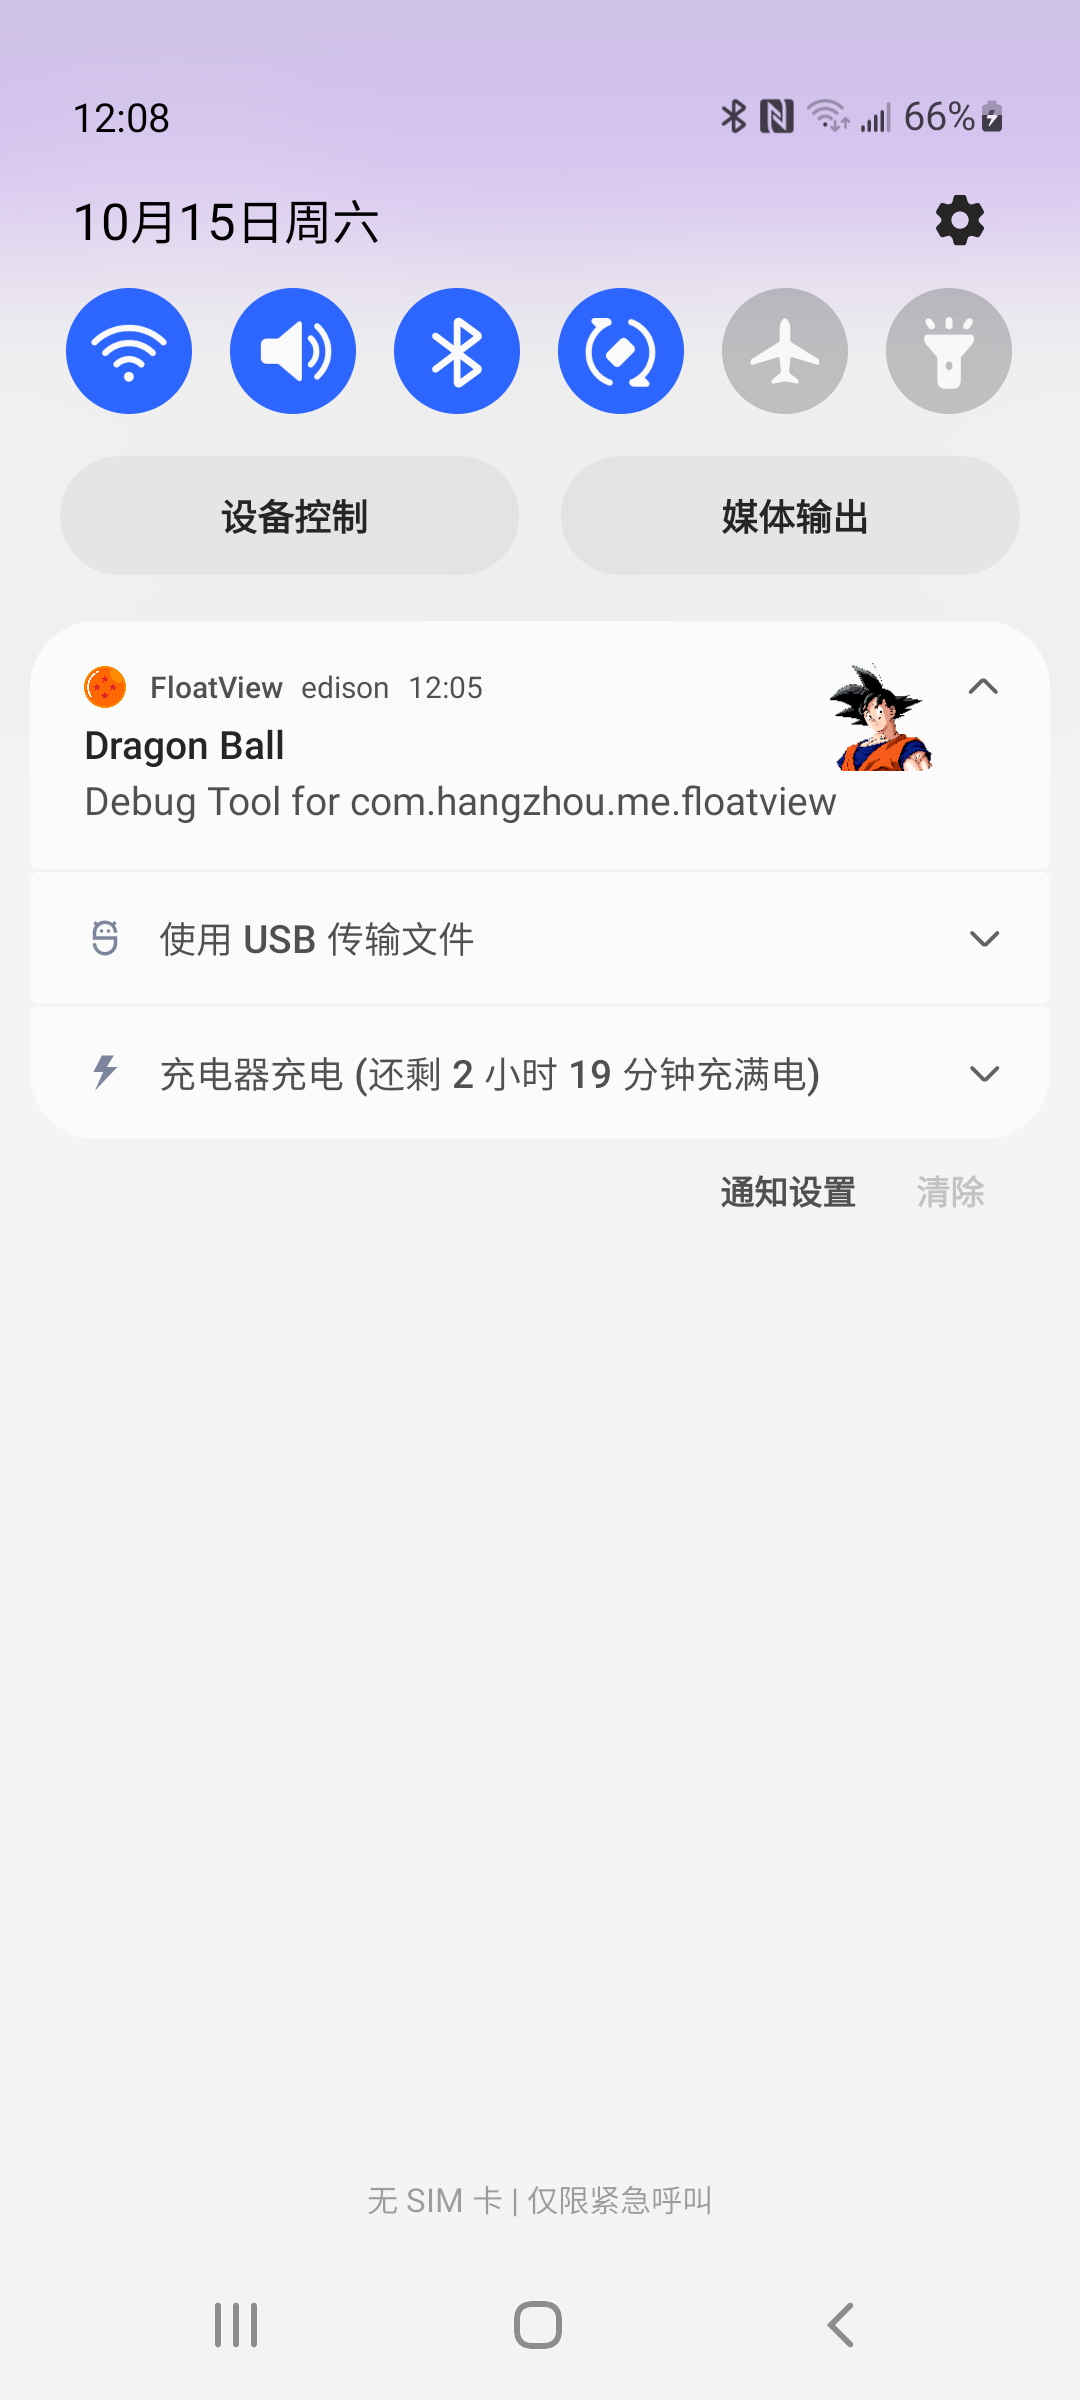 12:08
66%
10月15日周六
设备控制
媒体输出
FloatView edison 12:05
Dragon Ball
Debug Tool for com.hangzhou.me.floatview
使用 USB 传输文件
充电器充电 (还剩 2 小时 19 分钟充满电)
通知设置
清除
无 SIM 卡 | 仅限紧急呼叫